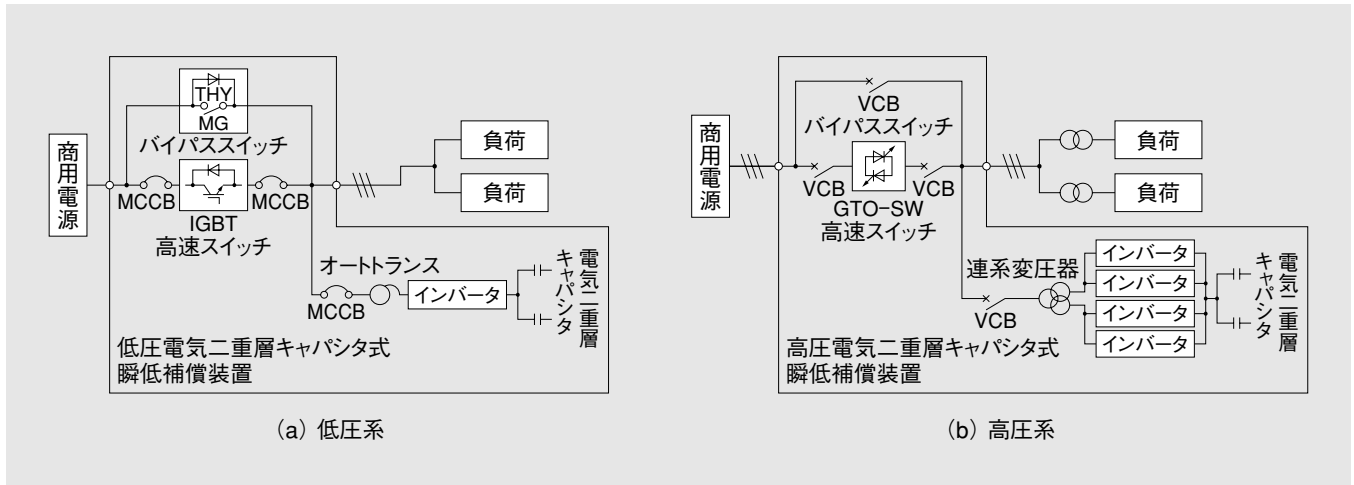 商用電源
THY
MG
バイパススイッチ
MCCB
IGBT
MCCB
高速スイッチ
負荷
負荷
オートトランス
MCCB
インバータ
電気二重層
キャパシタ
低圧電気二重層キャパシタ式
瞬低補償装置
(a) 低圧系
商用電源
VCB
バイパススイッチ
VCB
VCB
GTO-SW
高速スイッチ
負荷
負荷
連系変圧器
VCB
インバータ
インバータ
インバータ
インバータ
電気二重層
キャパシタ
高圧電気二重層キャパシタ式
瞬低補償装置
(b) 高圧系